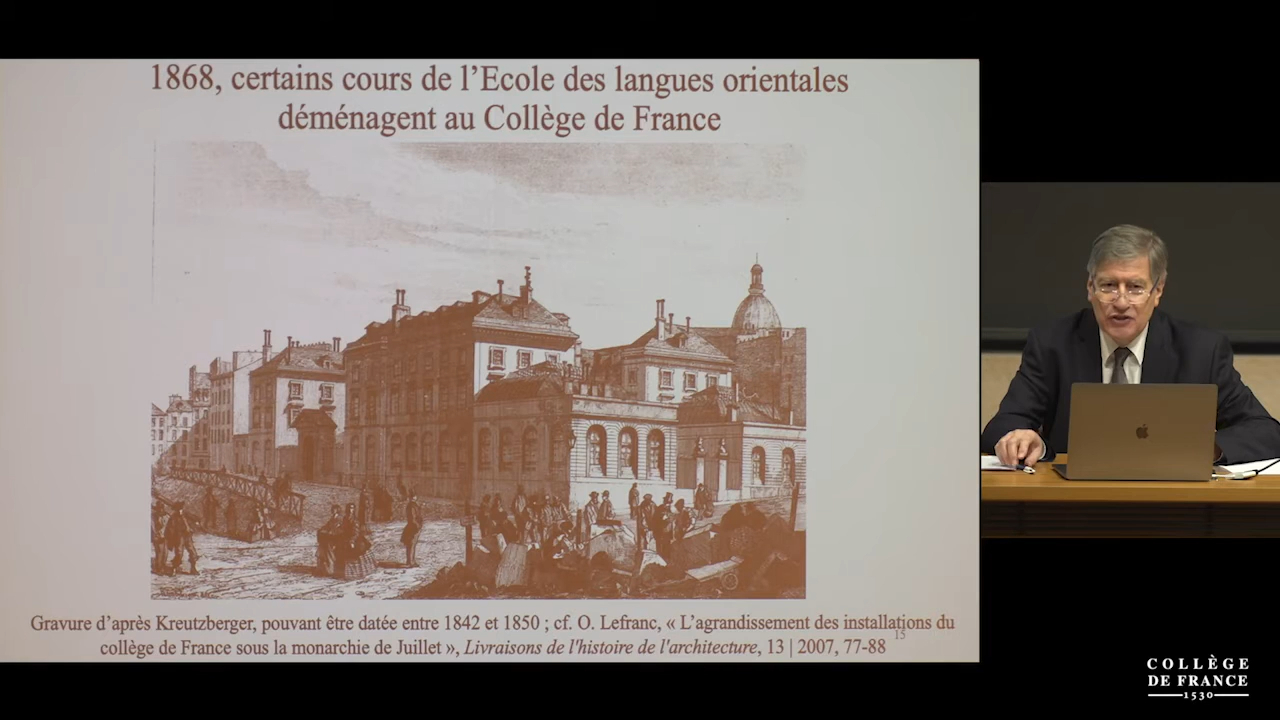 1868, certains cours de l’Ecole des langues orientales
déménagent au Collège de France
Gravure d’après Kreutzberger, pouvant être datée entre 1842 et 1850 ; cf. O. Lefranc, « L’agrandissement des installations du
collège de France sous la monarchie de Juillet », Livraisons de l'histoire de l'architecture, 13 | 2007, 77-88
15
COLLÈGE
DE FRANCE
1530